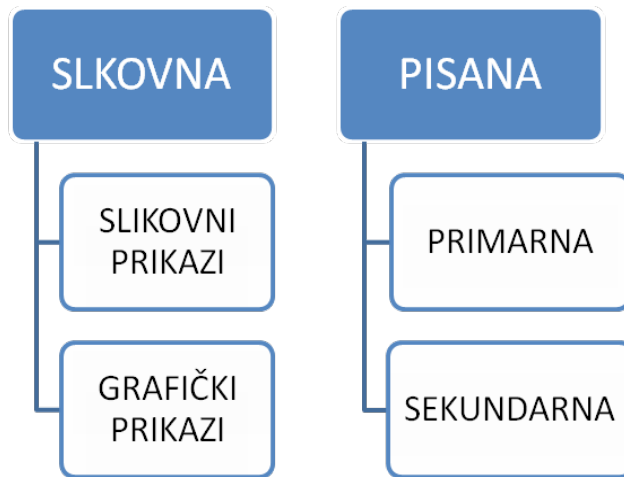 SLKOVNA
SLIKOVNI
PRIKAZI
GRAFIČKI
PRIKAZI
PISANA
PRIMARNA
SEKUNDARNA